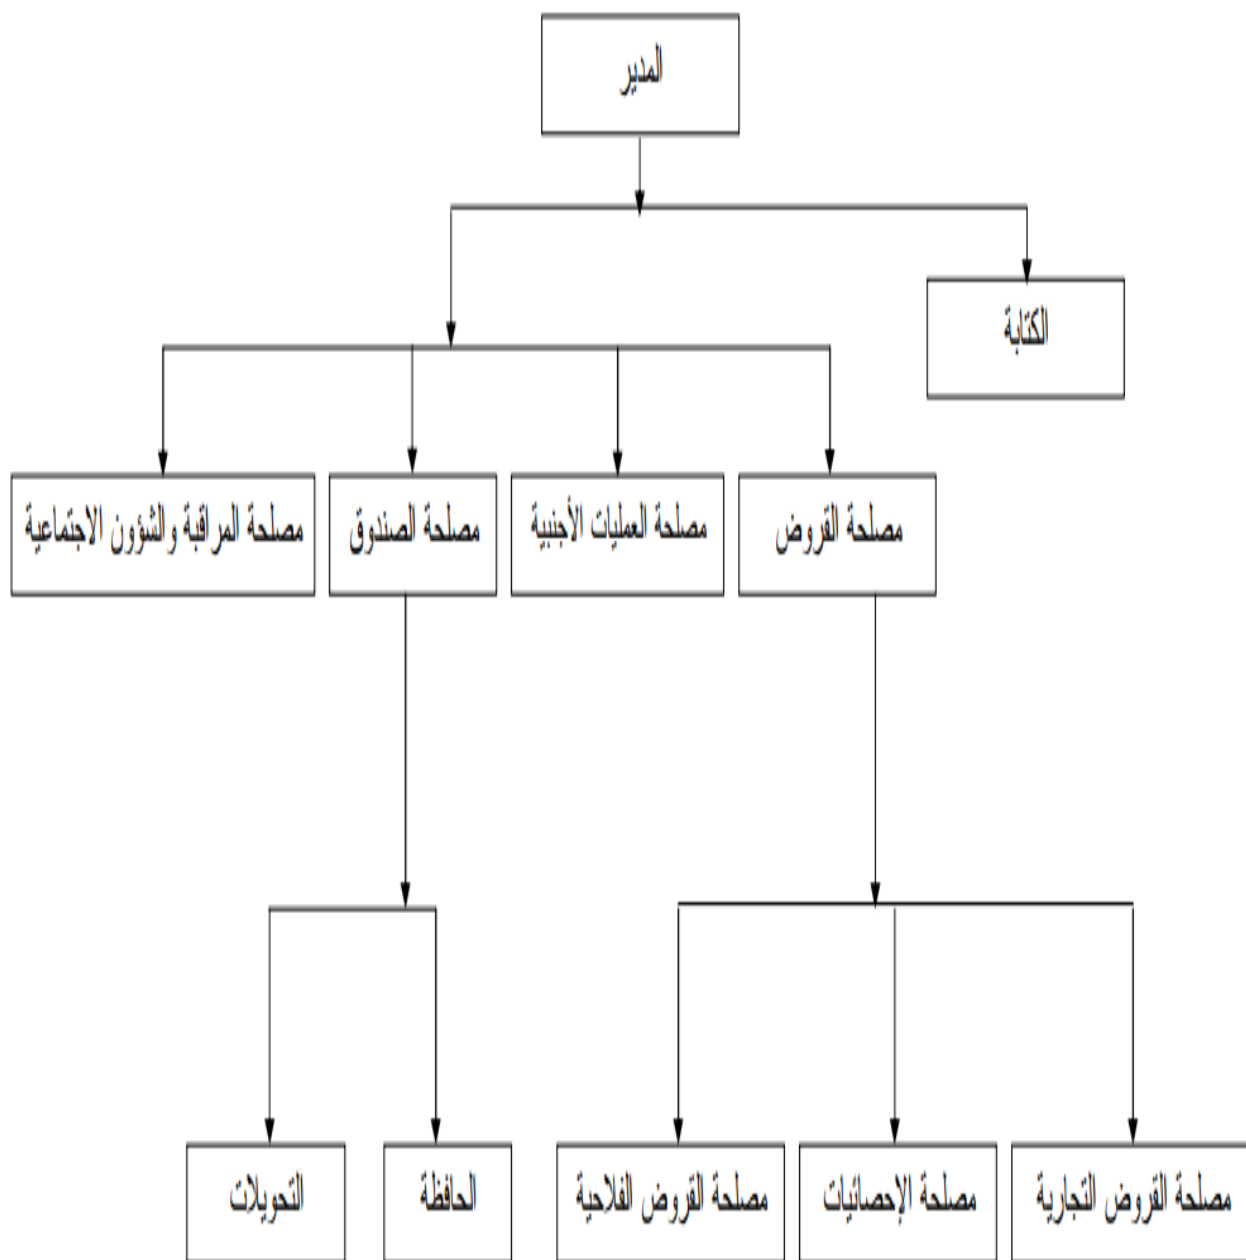 المدير
الكتابة
مصلحة القروض
مصلحة العمليات الأجنبية
مصلحة الصندوق
مصلحة المراقبة والشؤون الاجتماعية
مصلحة القروض التجارية
مصلحة الإحصائيات
مصلحة القروض الفلاحية
الحافظة
التحويلات